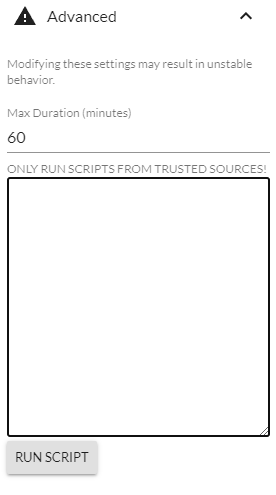 Advanced
Modifying these settings may result in unstable
behavior.
Max Duration (minutes)
60
ONLY RUN SCRIPTS FROM TRUSTED SOURCES!
RUN SCRIPT